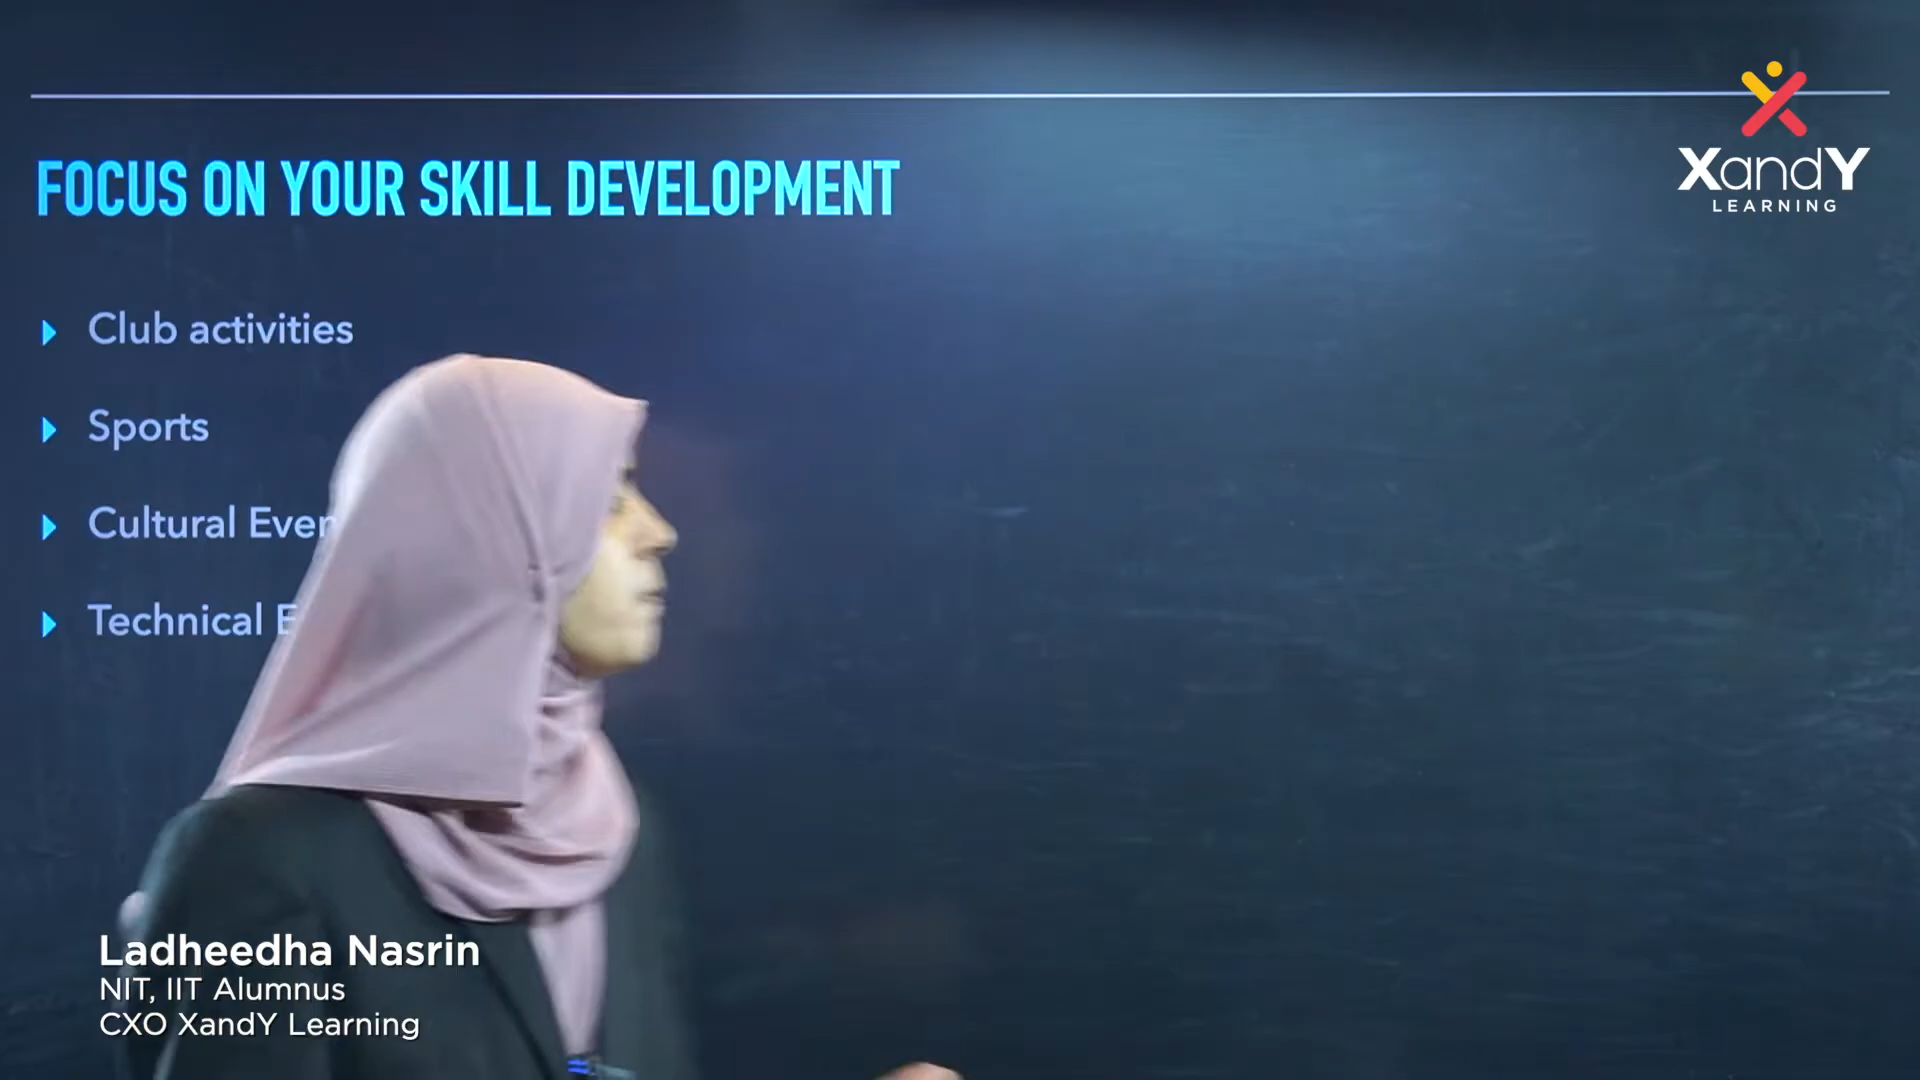 FOCUS ON YOUR SKILL DEVELOPMENT
XandY
LEARNING
Club activities
Sports
Cultural
Technical
Ladheedha Nasrin
NIT, IIT Alumnus
CXO XandY Learning